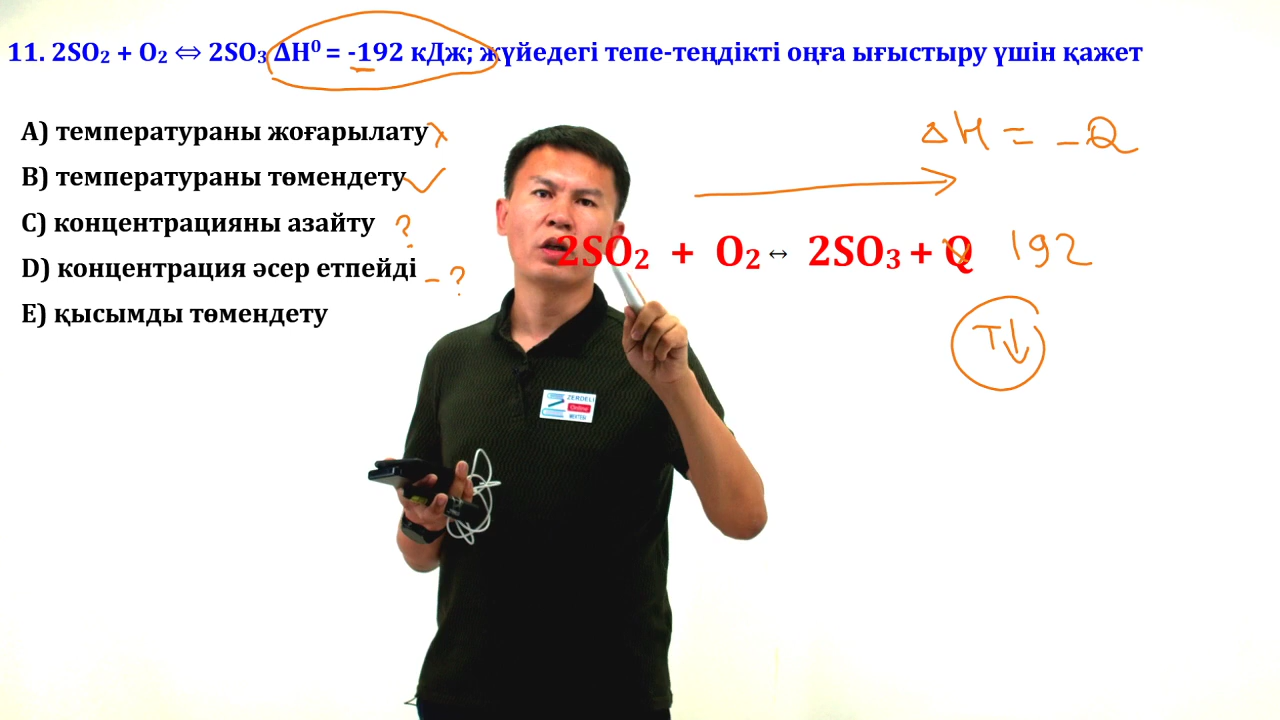 11. 2SO₂ + O₂ ⇔ 2SO₃ ΔH⁰ = -192 кДж; жүйедегі тепе-теңдікті оңға ығыстыру үшін қажет
A) температураны жоғарылату
B) температураны төмендету
C) концентрацияны азайту ?
D) концентрация әсер етпейді - ?
E) қысымды төмендету
ΔH = -Q
2SO₂ + O₂ ↔ 2SO₃ + Q 192
T↓
ZERDELI
Online
МЕКТЕБІ